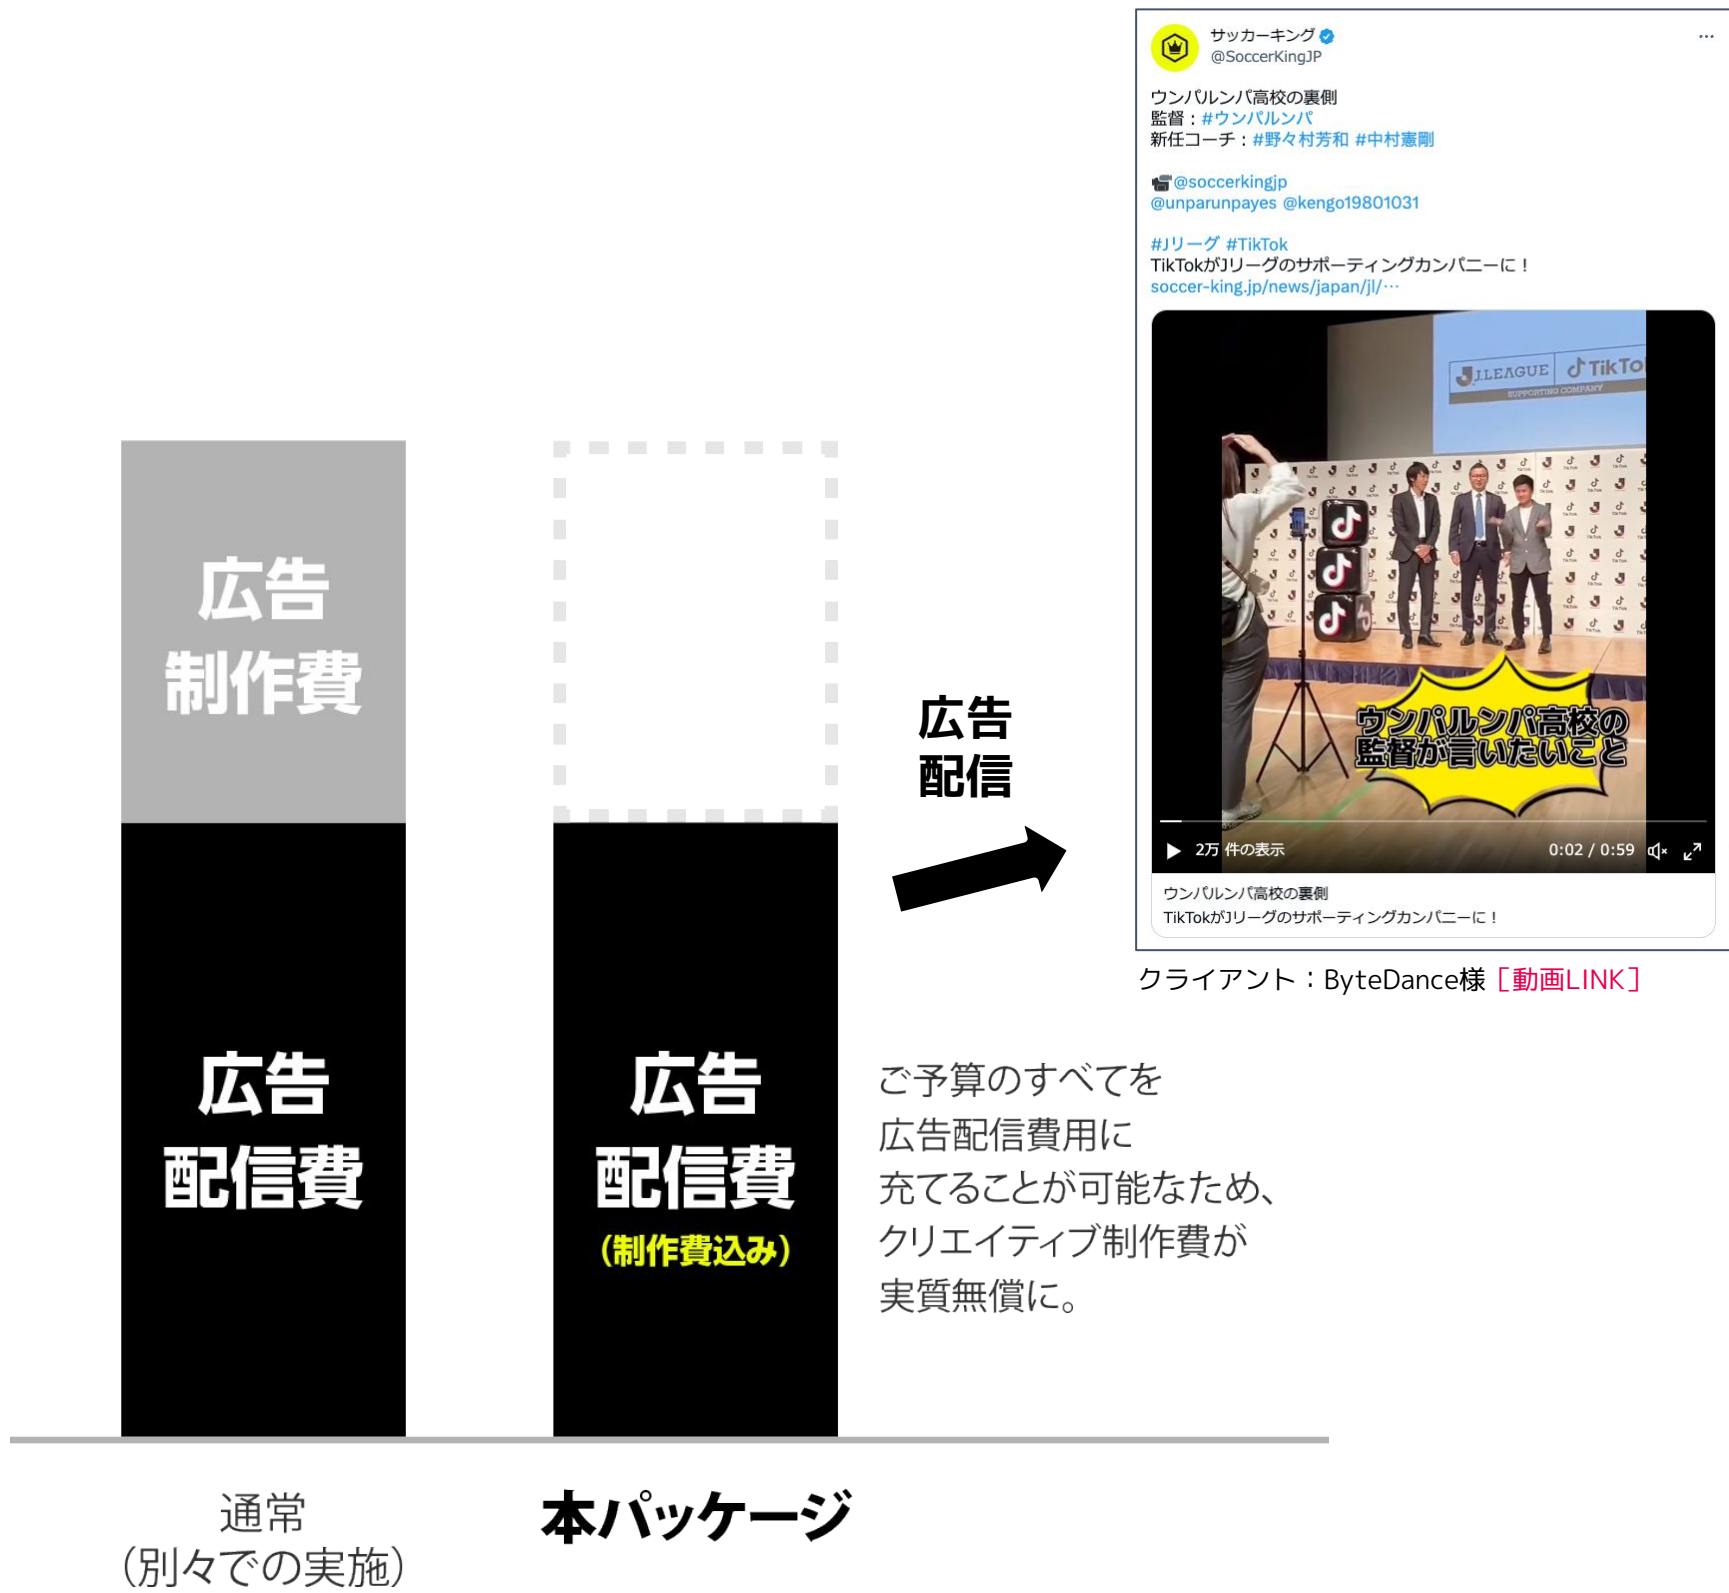 サッカーキング
@SoccerKingJP
ウンパルンパ高校の裏側
監督：#ウンパルンパ
新任コーチ：#野々村芳和 #中村憲剛
@soccerkingjp
@unparunpayes @kengo19801031
#Jリーグ #TikTok
TikTokがJリーグのサポーティングカンパニーに！
soccer-king.jp/news/japan/jl/…
J.LEAGUE TikTo
SUPPORTING COMPANY
ウンパルンパ高校の
監督が言いたいこと
2万 件の表示
0:02 / 0:59
ウンパルンパ高校の裏側
TikTokがJリーグのサポーティングカンパニーに！
クライアント：ByteDance様［動画LINK］
広告
制作費
広告
配信費
広告
配信費
（制作費込み）
広告
配信
ご予算のすべてを
広告配信費用に
充てることが可能なため、
クリエイティブ制作費が
実質無償に。
通常
（別々での実施）
本パッケージ